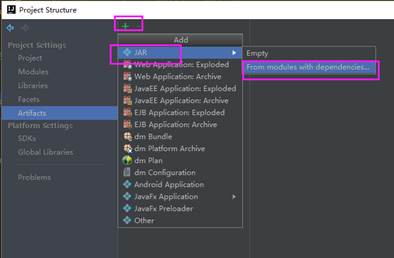 Project Structure
Project Settings
Project
Modules
Libraries
Facets
Artifacts
Platform Settings
SDKs
Global Libraries
Problems
Add
JAR
Web Application: Exploded
Web Application: Archive
JavaEE Application: Exploded
JavaEE Application: Archive
EJB Application: Exploded
EJB Application: Archive
dm Bundle
dm Platform Archive
dm Plan
dm Configuration
Android Application
JavaFx Application
JavaFx Preloader
Other
Empty
From modules with dependencies...